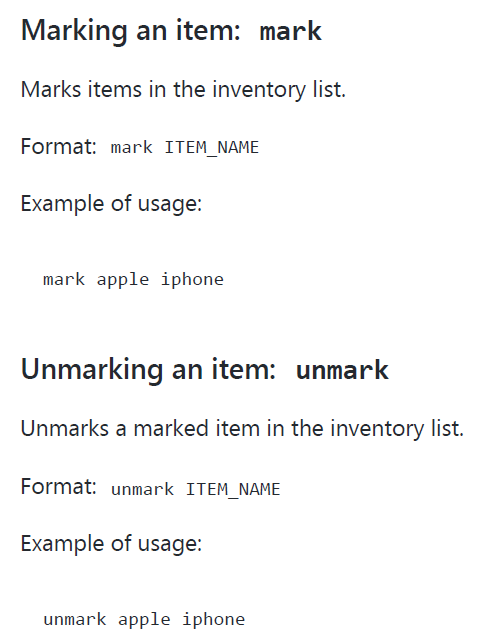 Marking an item: mark
Marks items in the inventory list.
Format: mark ITEM_NAME
Example of usage:
mark apple iphone
Unmarking an item: unmark
Unmarks a marked item in the inventory list.
Format: unmark ITEM_NAME
Example of usage:
unmark apple iphone